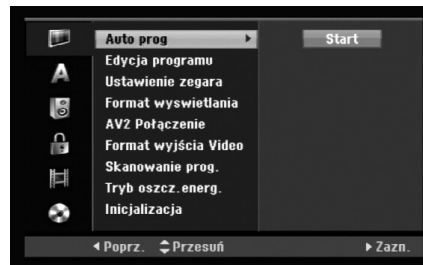 Auto prog
Start
Edycja programu
Ustawienie zegara
Format wyswietlania
AV2 Połączenie
Format wyjścia Video
Skanowanie prog.
Tryb oszcz.energ.
Inicjalizacja
Poprz. Przesuń Zazn.